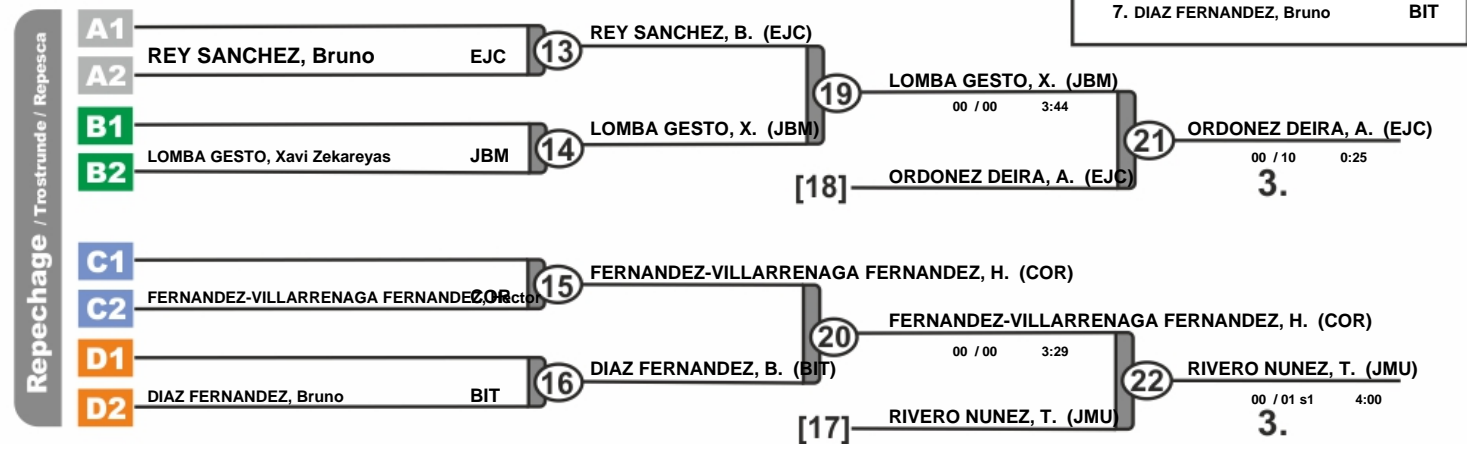 7. DIAZ FERNANDEZ, Bruno BIT
Repechage / Trostrunde / Repesca
A1
A2
REY SANCHEZ, Bruno EJC
13
REY SANCHEZ, B. (EJC)
B1
B2
LOMBA GESTO, Xavi Zekareyas JBM
14
LOMBA GESTO, X. (JBM)
19
LOMBA GESTO, X. (JBM)
00 / 00 3:44
[18]
ORDONEZ DEIRA, A. (EJC)
21
ORDONEZ DEIRA, A. (EJC)
00 / 10 0:25
3.
C1
C2
FERNANDEZ-VILLARRENAGA FERNANDEZ, Hector COR
15
FERNANDEZ-VILLARRENAGA FERNANDEZ, H. (COR)
D1
D2
DIAZ FERNANDEZ, Bruno BIT
16
DIAZ FERNANDEZ, B. (BIT)
20
FERNANDEZ-VILLARRENAGA FERNANDEZ, H. (COR)
00 / 00 3:29
[17]
RIVERO NUNEZ, T. (JMU)
22
RIVERO NUNEZ, T. (JMU)
00 / 01 s1 4:00
3.